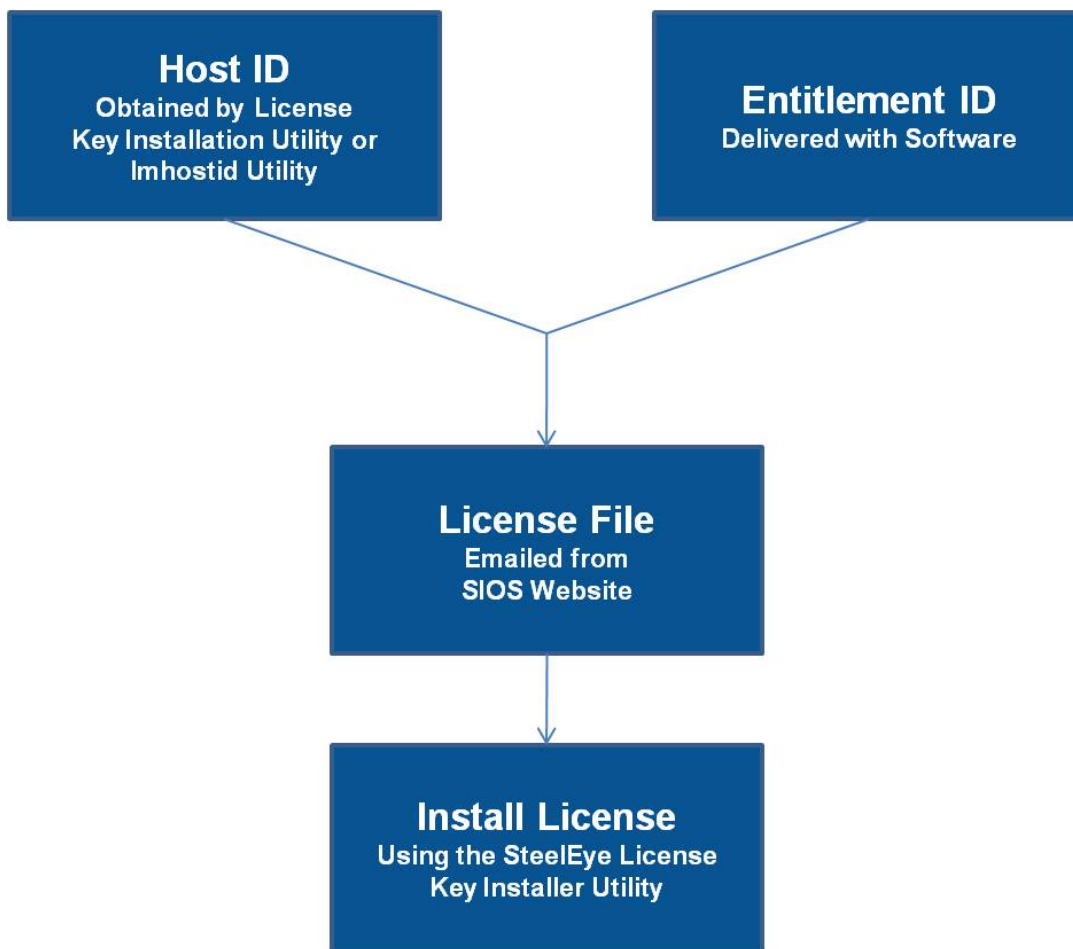 Host ID
Obtained by License
Key Installation Utility or
lmhostid Utility
Entitlement ID
Delivered with Software
License File
Emailed from
SIOS Website
Install License
Using the SteelEye License
Key Installer Utility